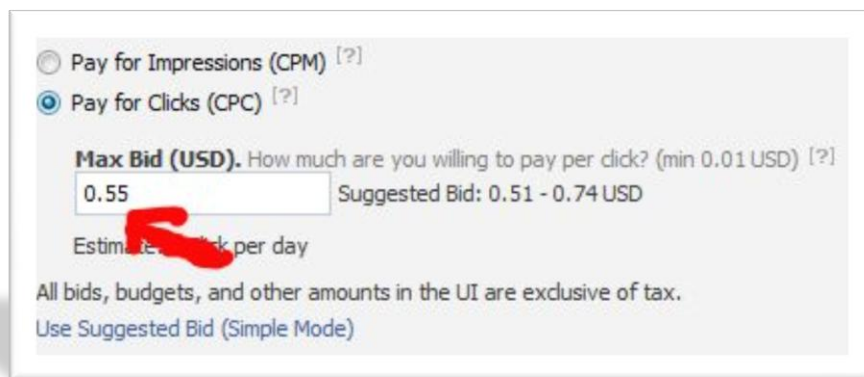 Pay for Impressions (CPM) [?]
Pay for Clicks (CPC) [?]
Max Bid (USD). How much are you willing to pay per click? (min 0.01 USD) [?]
0.55 Suggested Bid: 0.51 - 0.74 USD
per day
All bids, budgets, and other amounts in the UI are exclusive of tax.
Use Suggested Bid (Simple Mode)